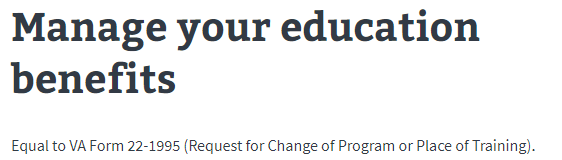 Manage your education
benefits
Equal to VA Form 22-1995 (Request for Change of Program or Place of Training).